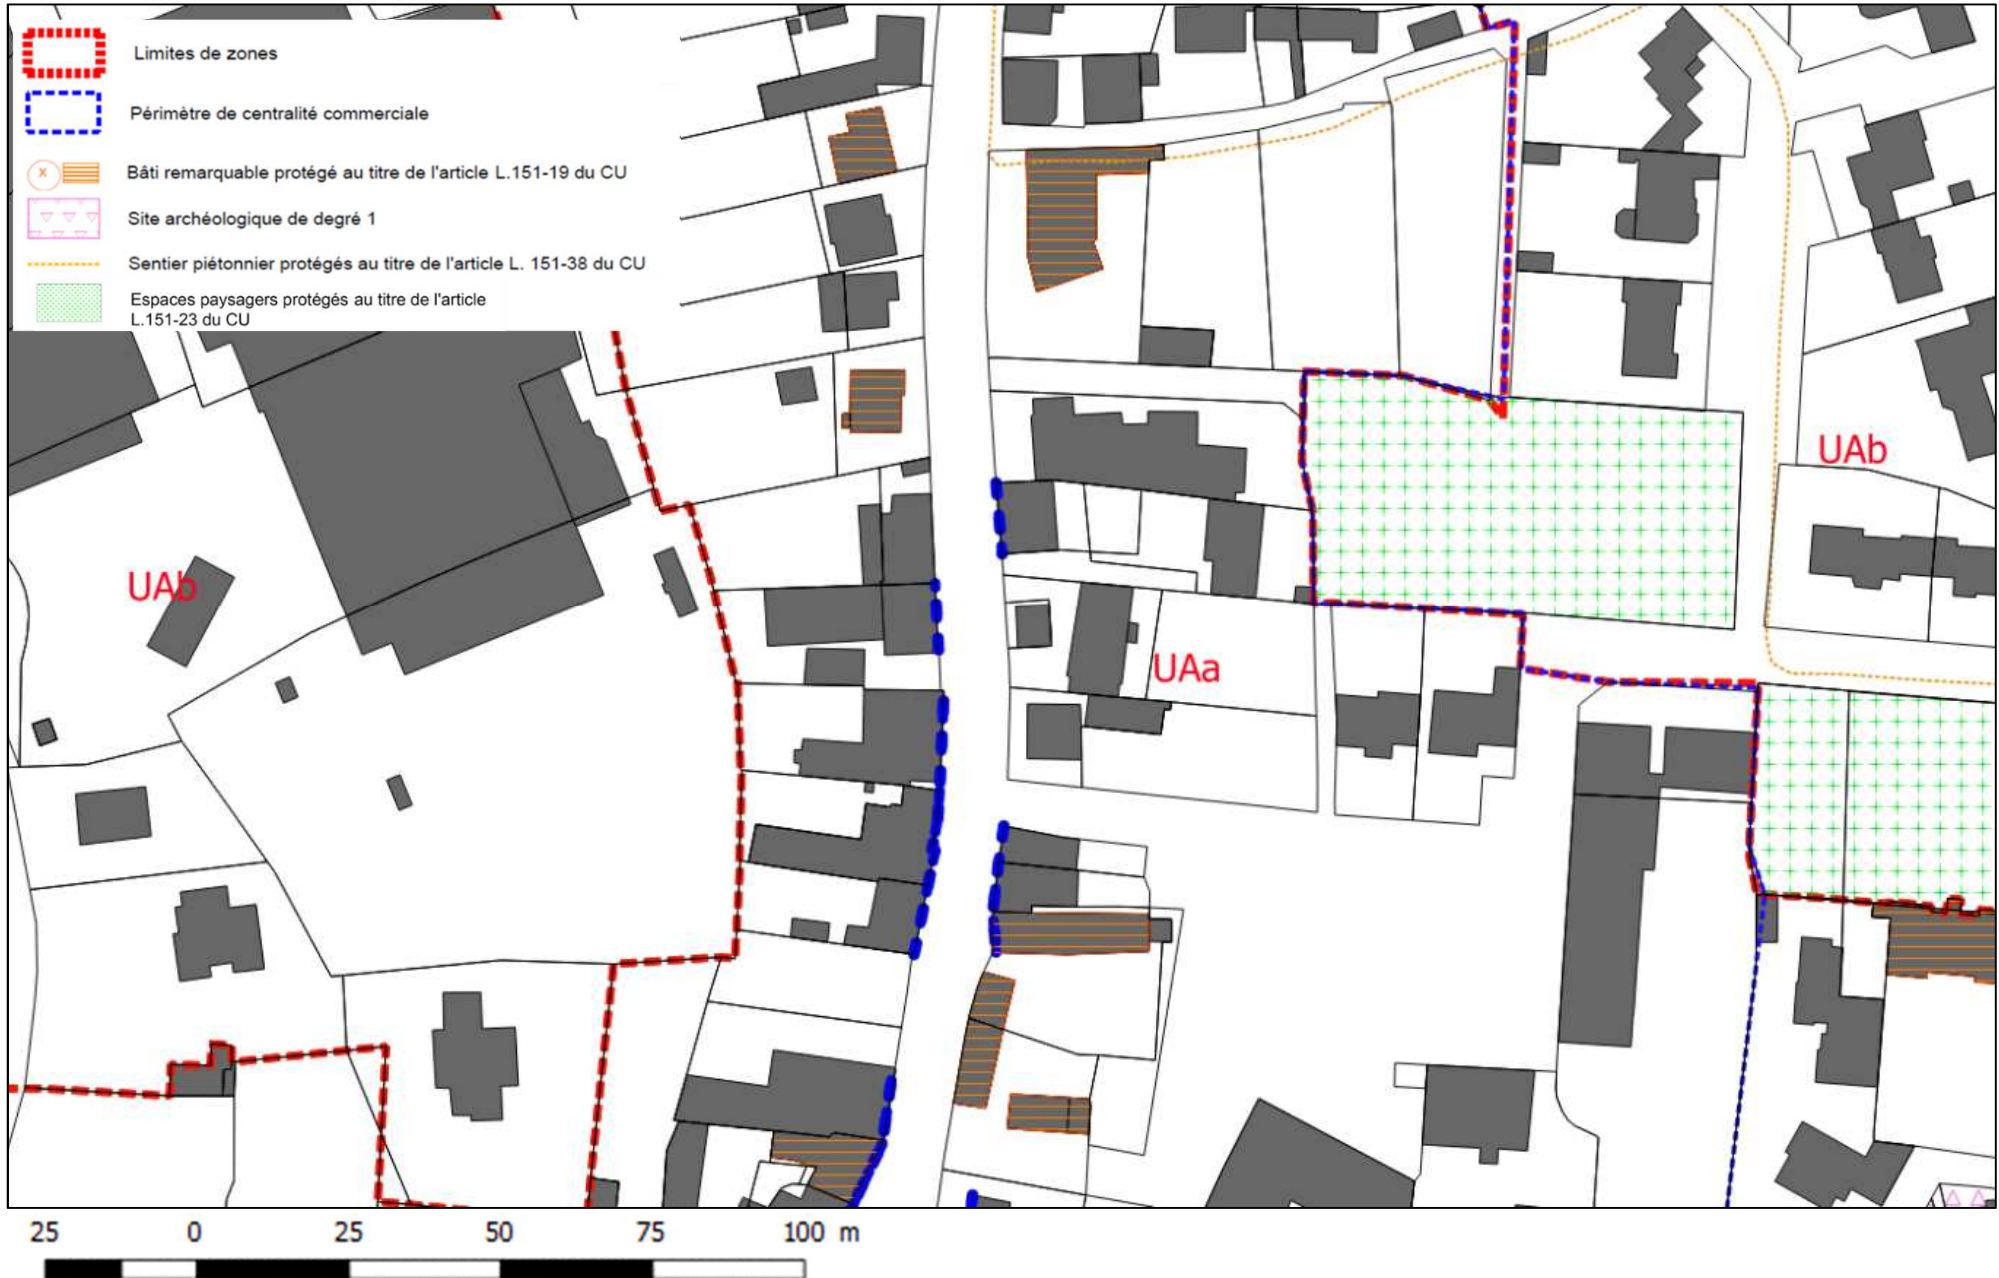 Limites de zones
Périmètre de centralité commerciale
x
Bâti remarquable protégé au titre de l'article L.151-19 du CU
Site archéologique de degré 1
Sentier piétonnier protégés au titre de l'article L. 151-38 du CU
Espaces paysagers protégés au titre de l'article
L.151-23 du CU
UAb
UAb
UAa
25 0 25 50 75 100 m